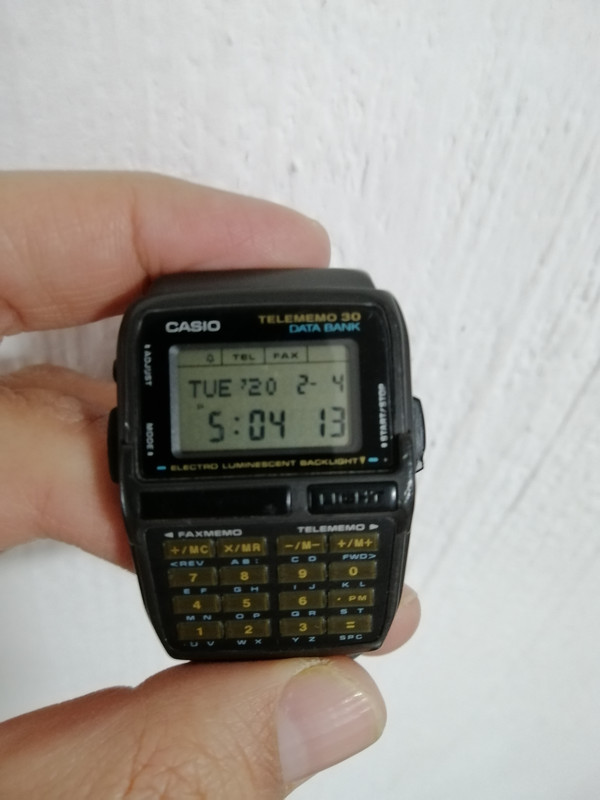 CASIO TELEMEMO 30
DATA BANK
ADJUST
TEL FAX
TUE '20 2- 4
5:04 13
MODE
START/STOP
ELECTRO LUMINESCENT BACKLIGHT
LIGHT
FAXMEMO TELEMEMO
÷/MC ×/MR −/M− +/M+
<REV A B : C D FWD>
7 8 9 0
E F G H I J K L
4 5 6 · PM
M N O P Q R S T
1 2 3 =
U V W X Y Z SPC